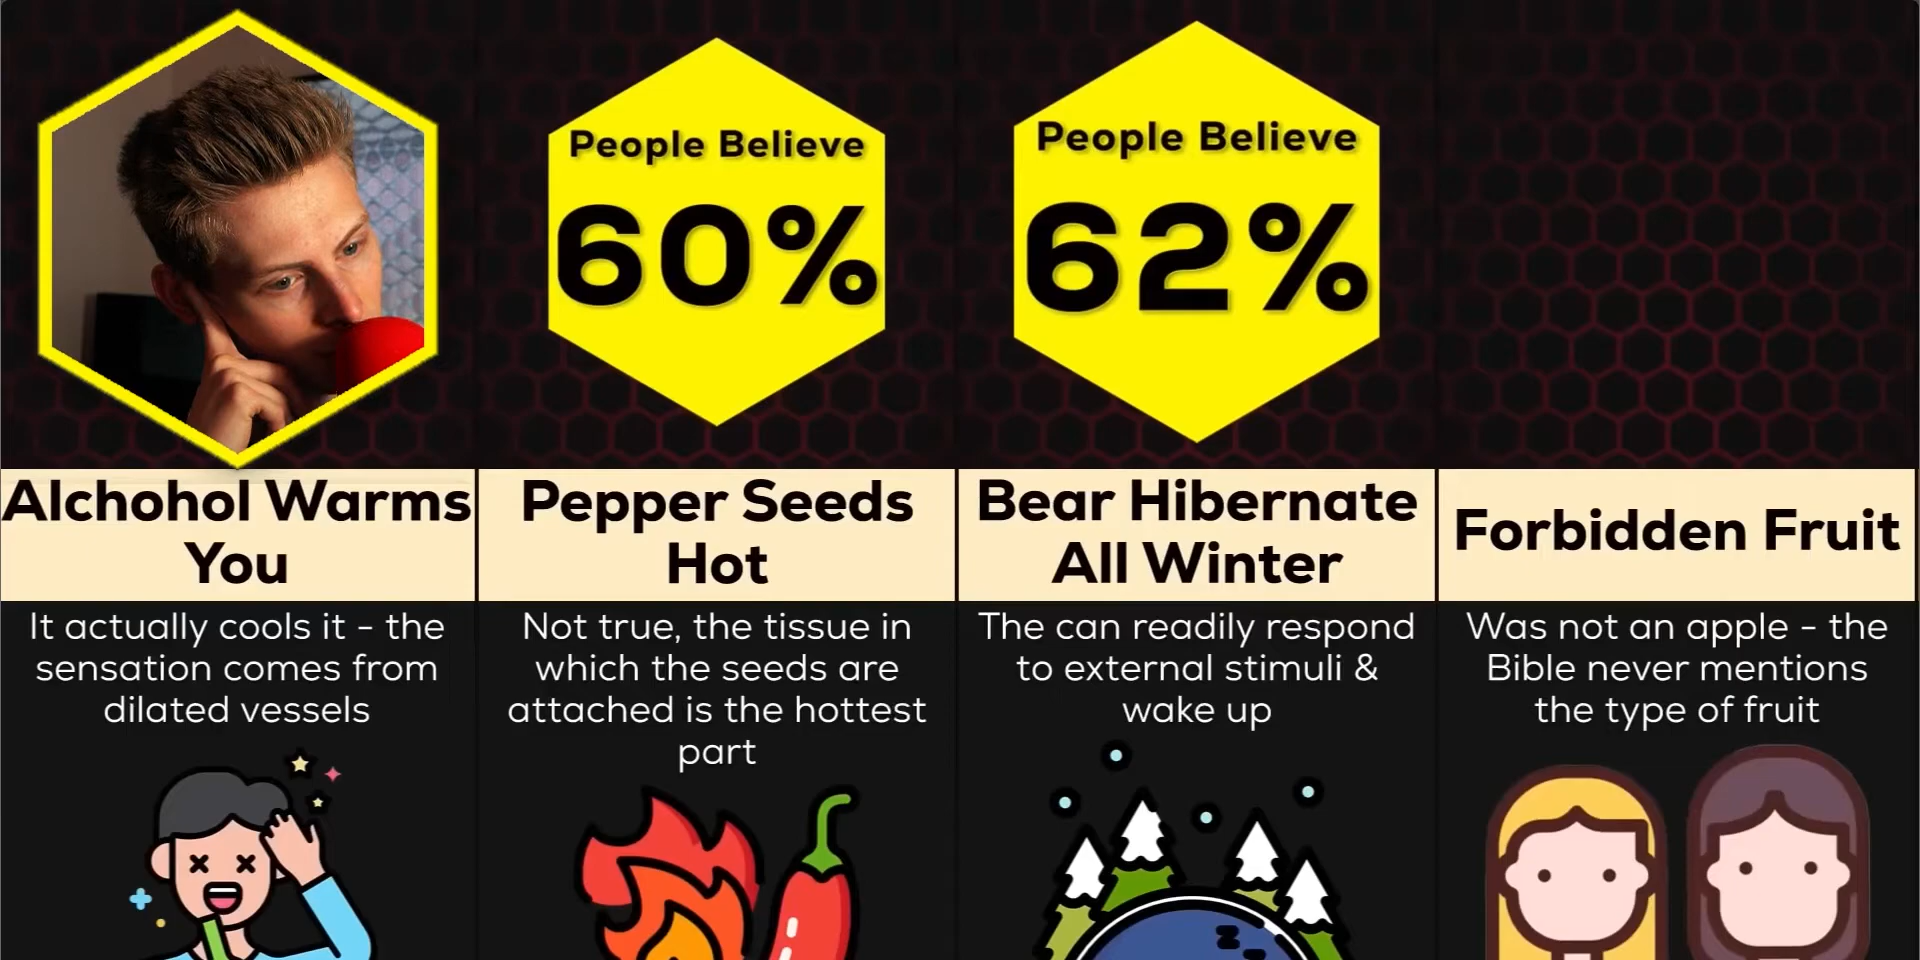 People Believe
60%
People Believe
62%
Alchohol Warms
You
It actually cools it - the
sensation comes from
dilated vessels
Pepper Seeds
Hot
Not true, the tissue in
which the seeds are
attached is the hottest
part
Bear Hibernate
All Winter
The can readily respond
to external stimuli &
wake up
Forbidden Fruit
Was not an apple - the
Bible never mentions
the type of fruit